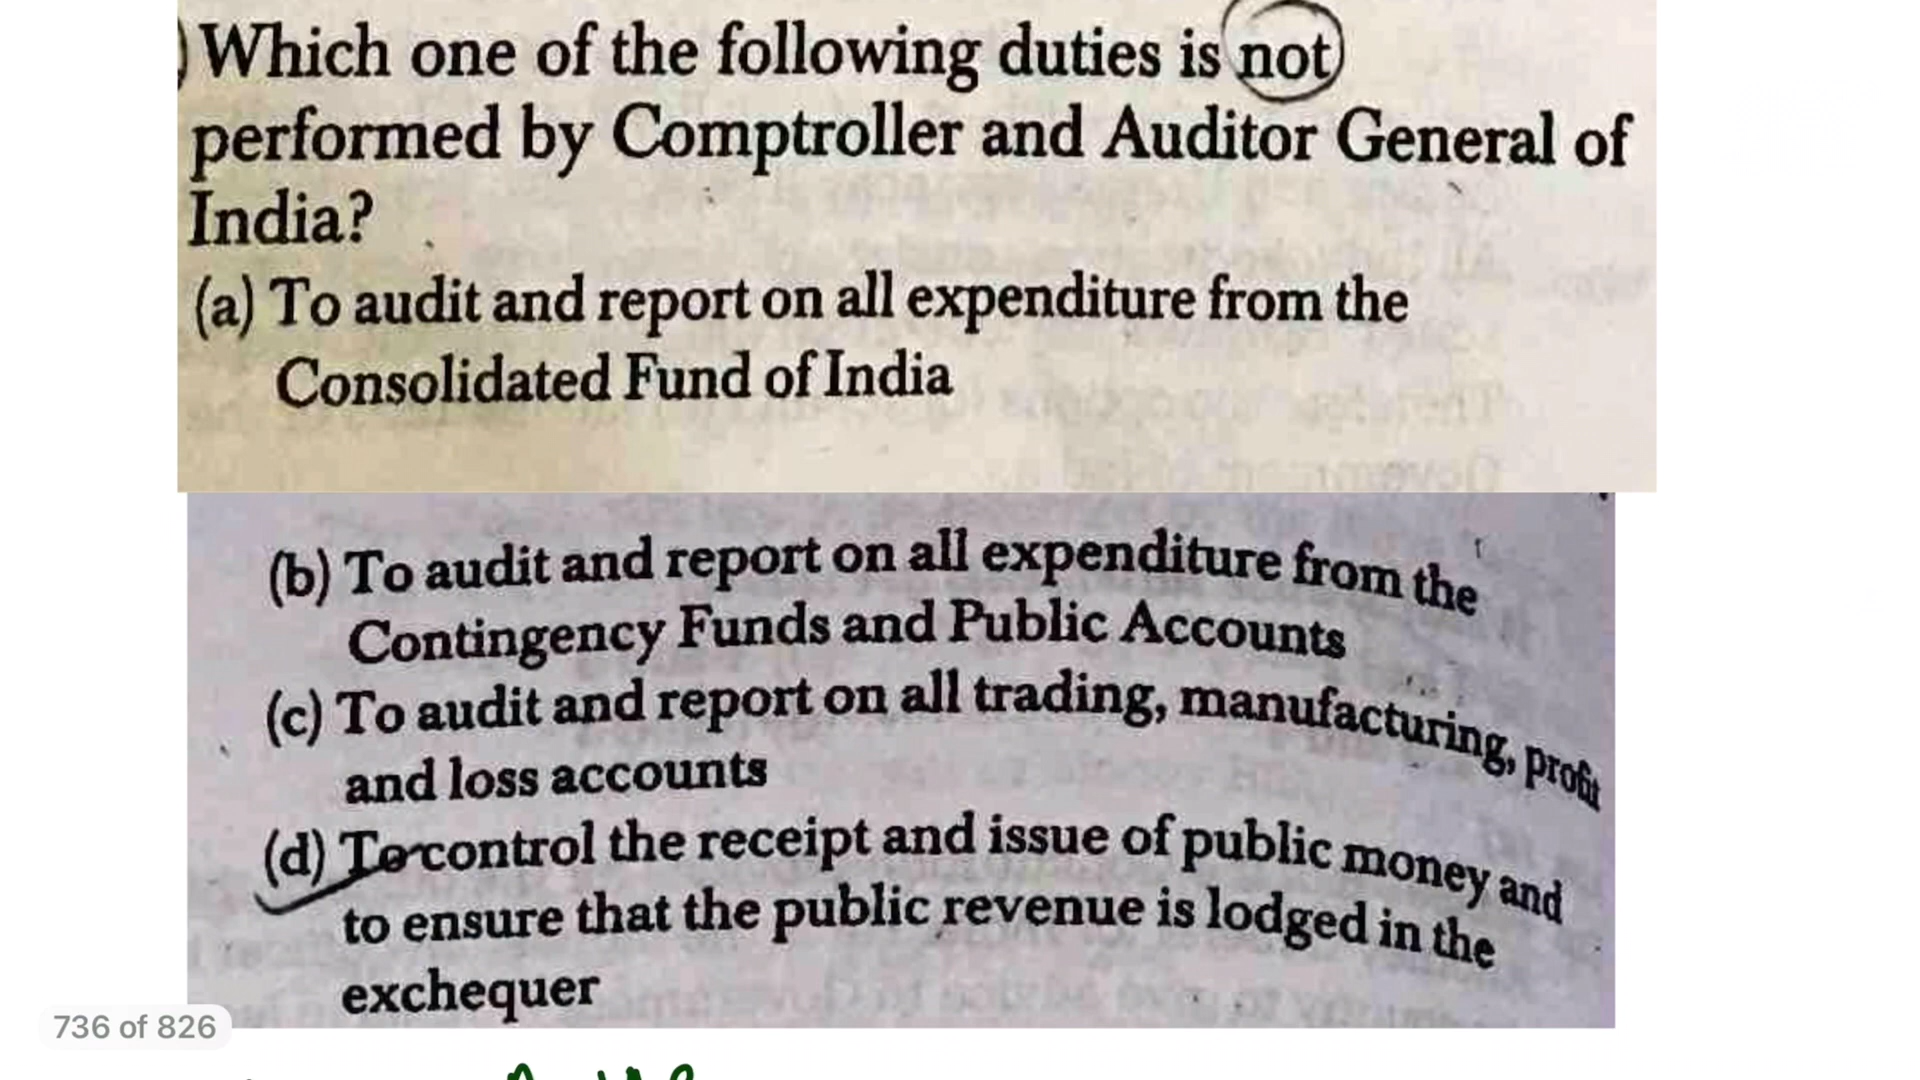 Which one of the following duties is not
performed by Comptroller and Auditor General of
India?
(a) To audit and report on all expenditure from the
Consolidated Fund of India
(b) To audit and report on all expenditure from the
Contingency Funds and Public Accounts
(c) To audit and report on all trading, manufacturing, profit
and loss accounts
(d) To control the receipt and issue of public money and
to ensure that the public revenue is lodged in the
exchequer
736 of 826